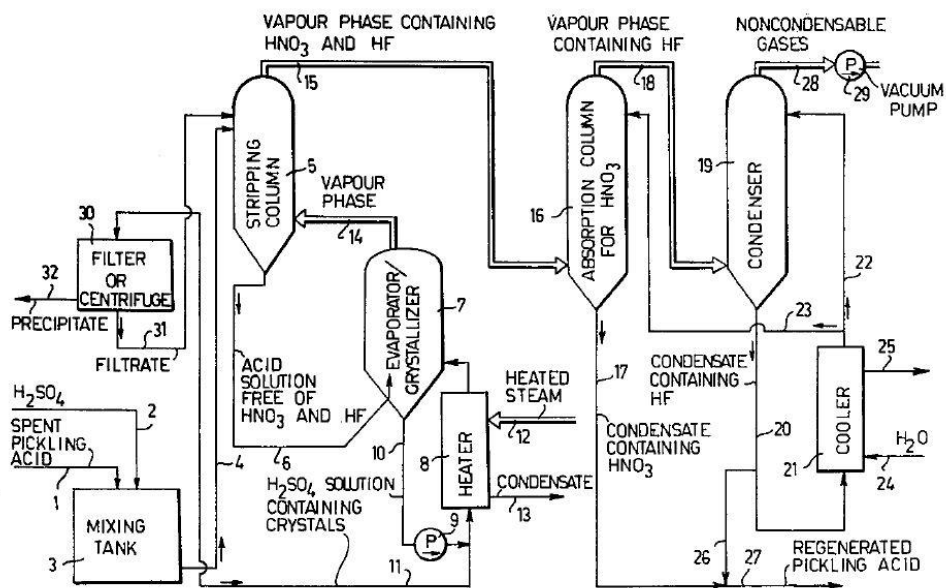 VAPOUR PHASE CONTAINING
HNO3 AND HF
15
VAPOUR PHASE
CONTAINING HF
18
NONCONDENSABLE
GASES
28
P
29
VACUUM
PUMP
STRIPPING
COLUMN
5
VAPOUR
PHASE
14
16
ABSORPTION COLUMN
FOR HNO3
19
CONDENSER
30
FILTER
OR
CENTRIFUGE
32
PRECIPITATE
31
FILTRATE
EVAPORATOR/
CRYSTALLIZER
7
22
23
ACID
SOLUTION
FREE OF
HNO3 AND HF
17
CONDENSATE
CONTAINING
HF
25
H2SO4
2
SPENT
PICKLING
ACID
1
4
6
10
HEATED
STEAM
12
8
HEATER
CONDENSATE
13
CONDENSATE
CONTAINING
HNO3
20
21
COOLER
H2O
24
MIXING
TANK
3
H2SO4 SOLUTION
CONTAINING
CRYSTALS
P
9
11
26
27
REGENERATED
PICKLING ACID